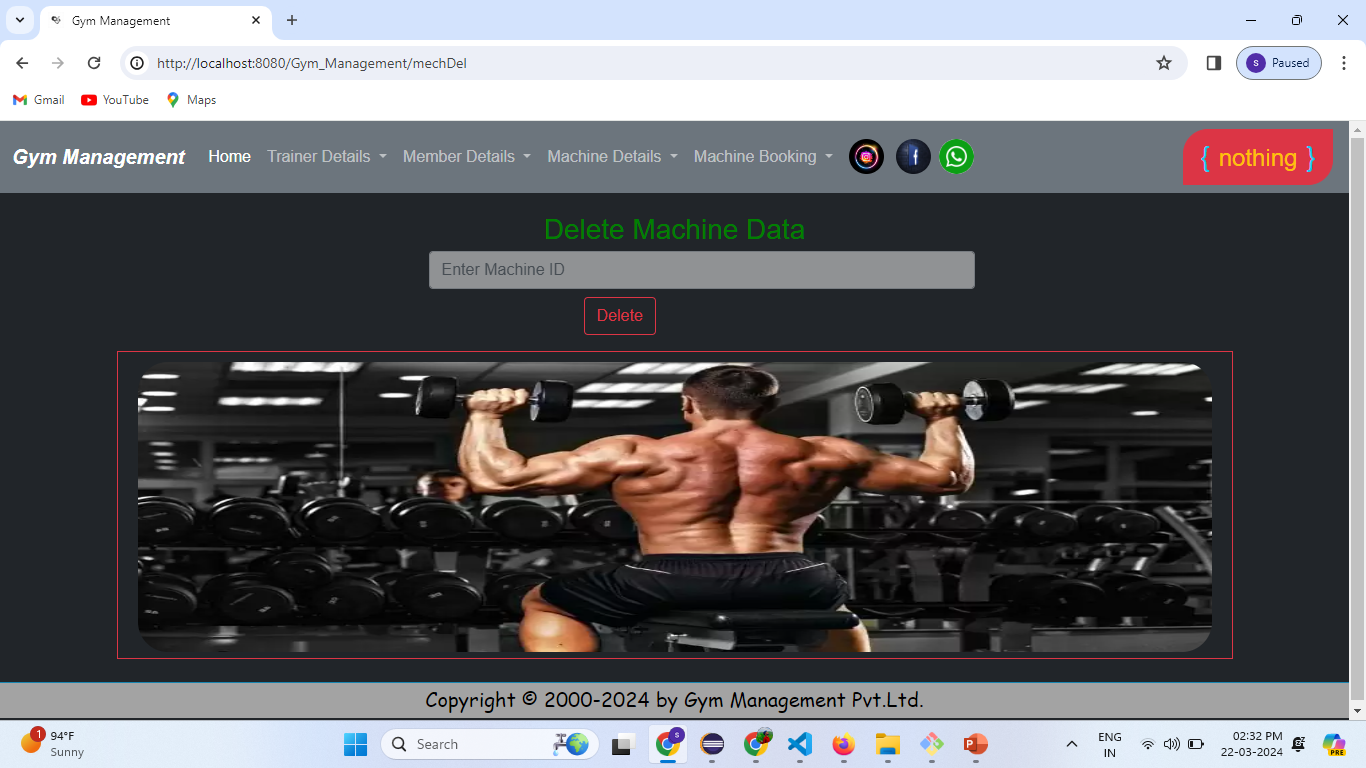 Gym Management
http://localhost:8080/Gym_Management/mechDel
S Paused
Gmail YouTube Maps
Gym Management Home Trainer Details Member Details Machine Details Machine Booking { nothing }
Delete Machine Data
Enter Machine ID
Delete
Copyright © 2000-2024 by Gym Management Pvt.Ltd.
1 94°F
Sunny
Search
S
P
ENG
IN
02:32 PM
22-03-2024
PRE